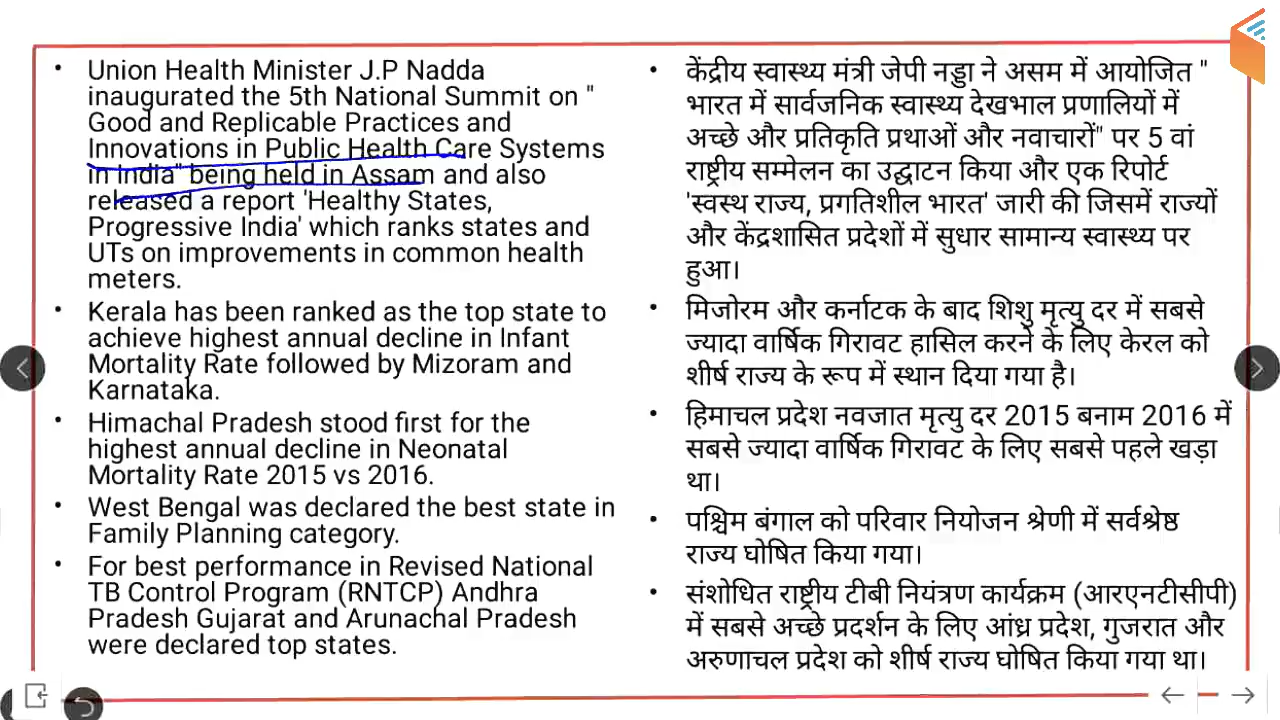 • Union Health Minister J.P Nadda
inaugurated the 5th National Summit on "
Good and Replicable Practices and
Innovations in Public Health Care Systems
in India" being held in Assam and also
released a report 'Healthy States,
Progressive India' which ranks states and
UTs on improvements in common health
meters.
• Kerala has been ranked as the top state to
achieve highest annual decline in Infant
Mortality Rate followed by Mizoram and
Karnataka.
• Himachal Pradesh stood first for the
highest annual decline in Neonatal
Mortality Rate 2015 vs 2016.
• West Bengal was declared the best state in
Family Planning category.
• For best performance in Revised National
TB Control Program (RNTCP) Andhra
Pradesh Gujarat and Arunachal Pradesh
were declared top states.
• केंद्रीय स्वास्थ्य मंत्री जेपी नड्डा ने असम में आयोजित "
भारत में सार्वजनिक स्वास्थ्य देखभाल प्रणालियों में
अच्छे और प्रतिकृति प्रथाओं और नवाचारों" पर 5 वां
राष्ट्रीय सम्मेलन का उद्घाटन किया और एक रिपोर्ट
'स्वस्थ राज्य, प्रगतिशील भारत' जारी की जिसमें राज्यों
और केंद्रशासित प्रदेशों में सुधार सामान्य स्वास्थ्य पर
हुआ।
• मिजोरम और कर्नाटक के बाद शिशु मृत्यु दर में सबसे
ज्यादा वार्षिक गिरावट हासिल करने के लिए केरल को
शीर्ष राज्य के रूप में स्थान दिया गया है।
• हिमाचल प्रदेश नवजात मृत्यु दर 2015 बनाम 2016 में
सबसे ज्यादा वार्षिक गिरावट के लिए सबसे पहले खड़ा
था।
• पश्चिम बंगाल को परिवार नियोजन श्रेणी में सर्वश्रेष्ठ
राज्य घोषित किया गया।
• संशोधित राष्ट्रीय टीबी नियंत्रण कार्यक्रम (आरएनटीसीपी)
में सबसे अच्छे प्रदर्शन के लिए आंध्र प्रदेश, गुजरात और
अरुणाचल प्रदेश को शीर्ष राज्य घोषित किया गया था।